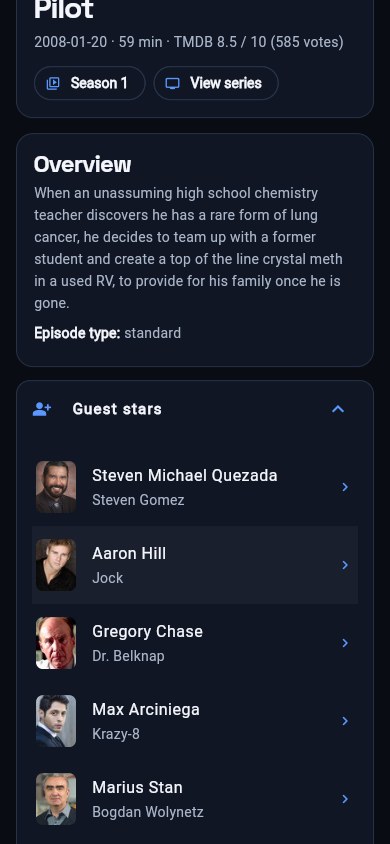 Pilot
2008-01-20 · 59 min · TMDB 8.5 / 10 (585 votes)
Season 1
View series
Overview
When an unassuming high school chemistry
teacher discovers he has a rare form of lung
cancer, he decides to team up with a former
student and create a top of the line crystal meth
in a used RV, to provide for his family once he is
gone.
Episode type: standard
Guest stars
Steven Michael Quezada
Steven Gomez
Aaron Hill
Jock
Gregory Chase
Dr. Belknap
Max Arciniega
Krazy-8
Marius Stan
Bogdan Wolynetz